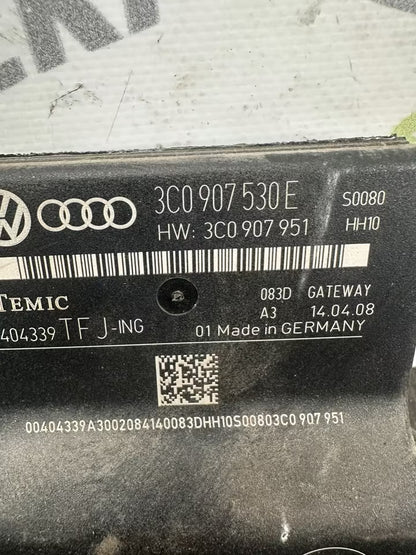 3C0 907 530 E S0080
HW: 3C0 907 951 HH10
TEMIC 083D GATEWAY
404339 TFJ-ING A3 14.04.08
01 Made in GERMANY
00404339A3002084140083DHH10S00803C0 907 951